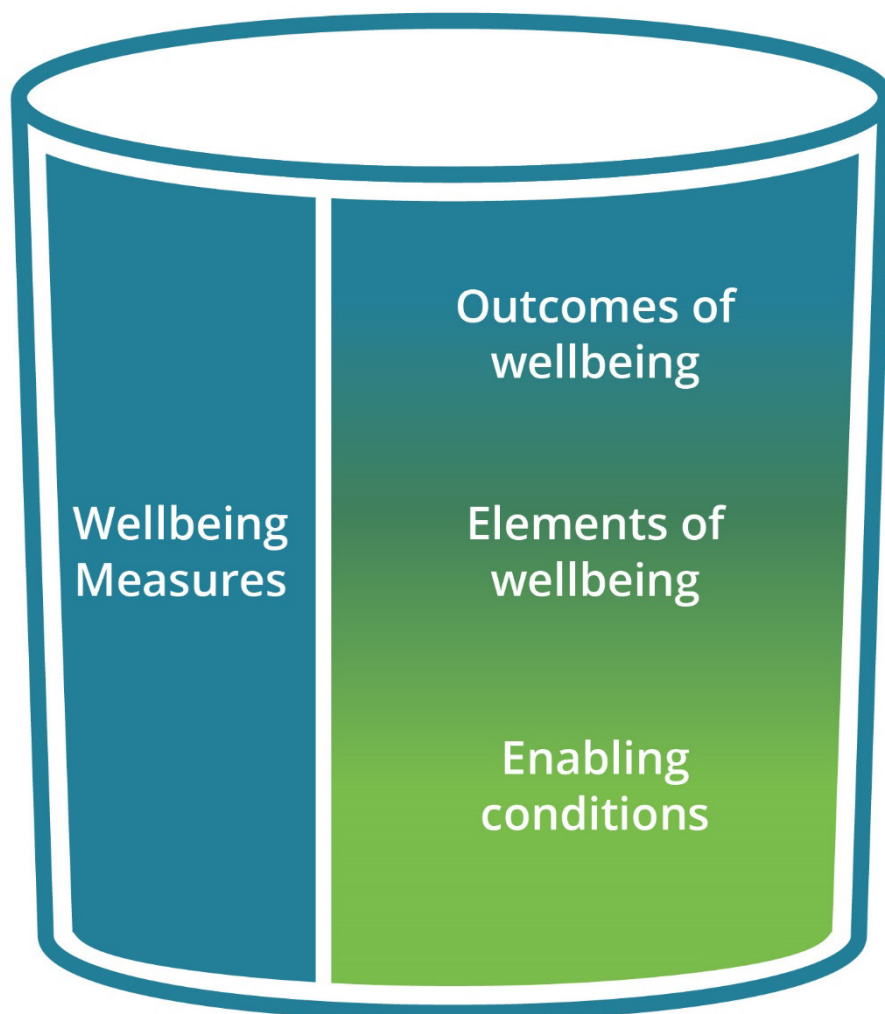 Wellbeing
Measures
Outcomes of
wellbeing
Elements of
wellbeing
Enabling
conditions